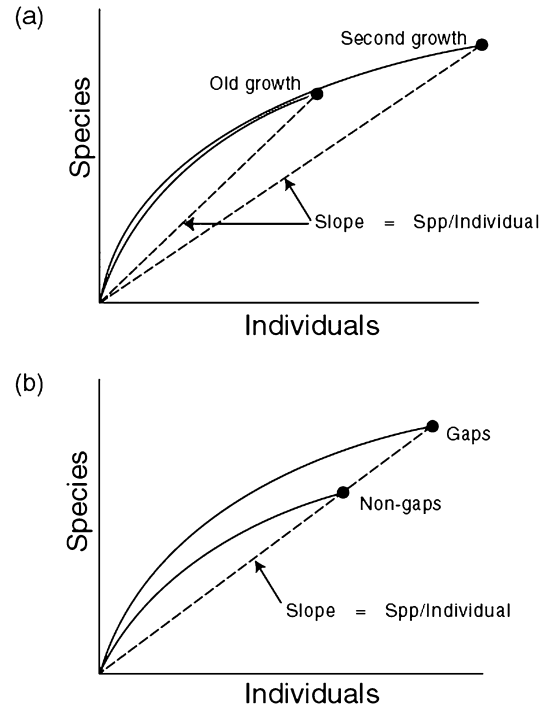 (a)
Second growth
Old growth
Species
Slope = Spp/Individual
Individuals
(b)
Gaps
Non-gaps
Species
Slope = Spp/Individual
Individuals